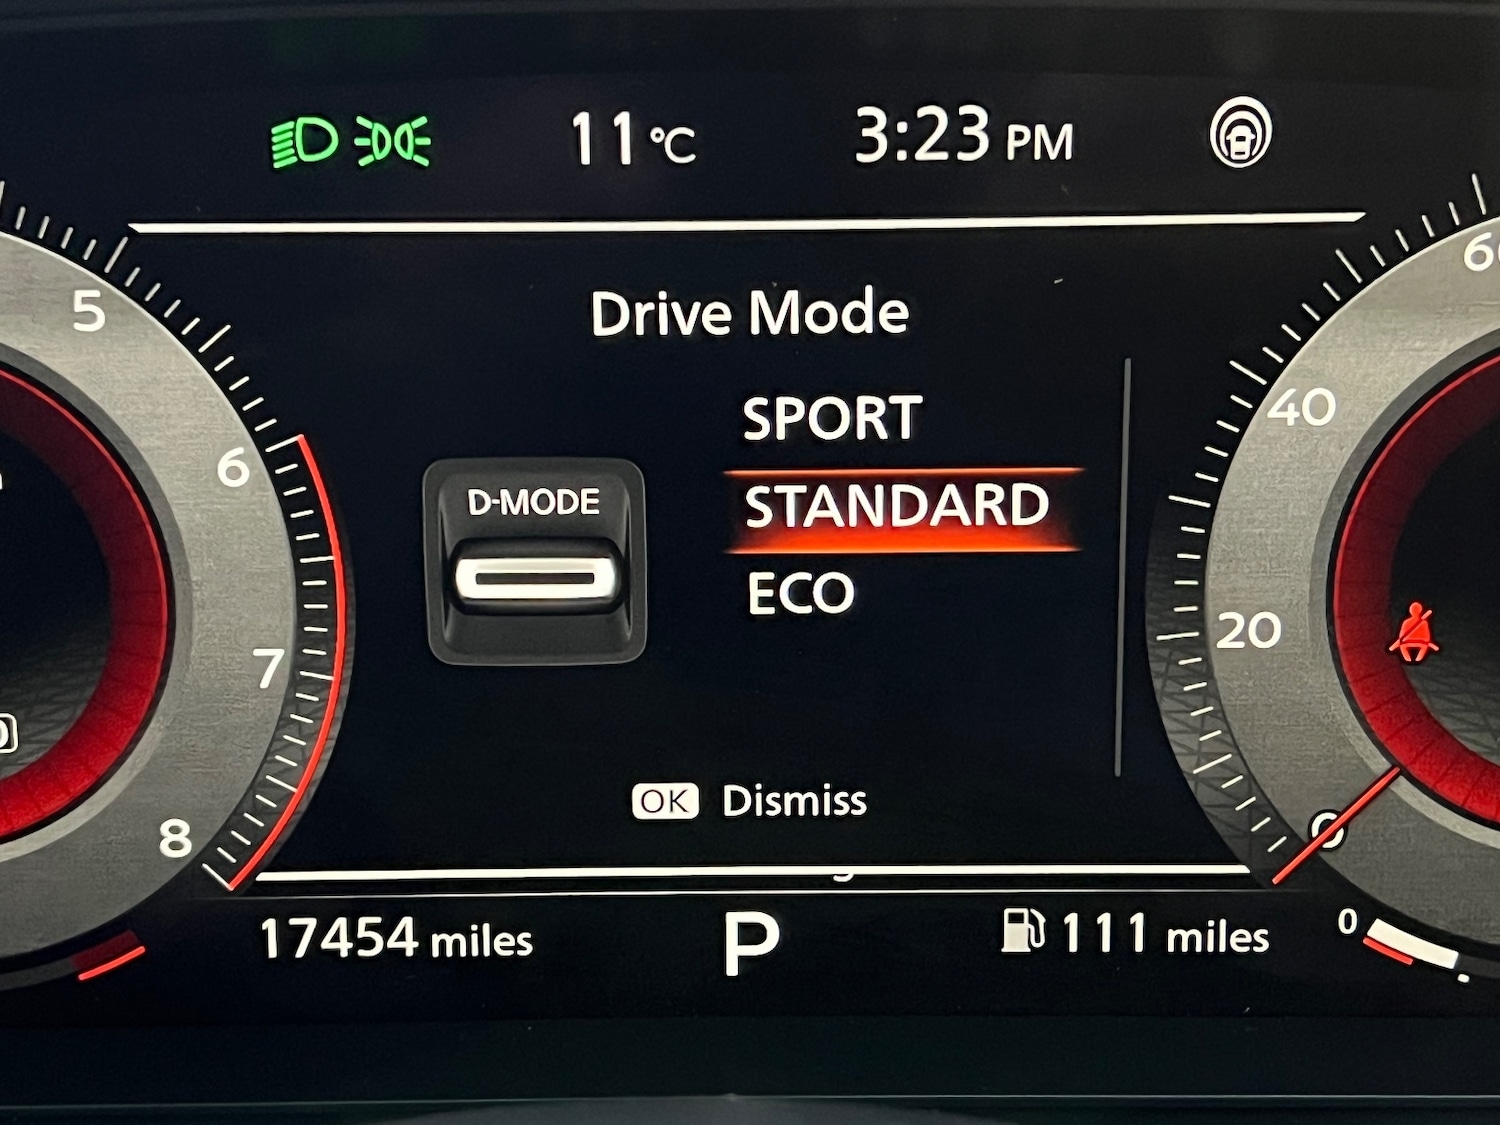 11 °C 3:23 PM
Drive Mode
5
SPORT
60
40
6
D-MODE
STANDARD
ECO
20
7
OK Dismiss
8
0
17454 miles P 111 miles
0